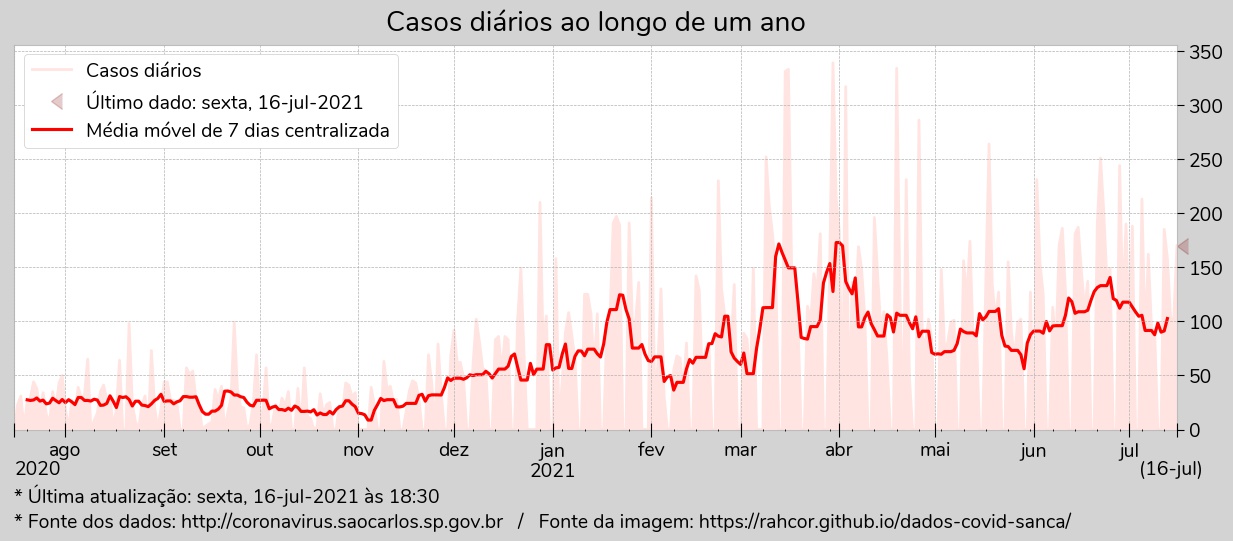 Casos diários ao longo de um ano
Casos diários
Último dado: sexta, 16-jul-2021
Média móvel de 7 dias centralizada
350
300
250
200
150
100
50
0
ago set out nov dez jan fev mar abr mai jun jul
2020 2021 (16-jul)
* Última atualização: sexta, 16-jul-2021 às 18:30
* Fonte dos dados: http://coronavirus.saocarlos.sp.gov.br / Fonte da imagem: https://rahcor.github.io/dados-covid-sanca/